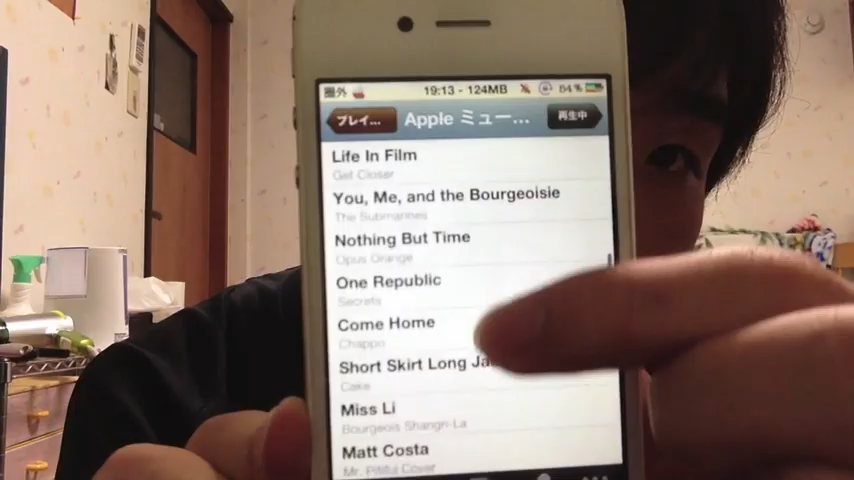 圏外 19:13 - 124MB 84%
プレイ... Apple ミュー... 再生中
Life In Film
Get Closer
You, Me, and the Bourgeoisie
The Submarines
Nothing But Time
Opus Orange
One Republic
Secrets
Come Home
Chappo
Short Skirt Long Ja
Cake
Miss Li
Bourgeois Shangri-La
Matt Costa
Mr. Pitiful Cover